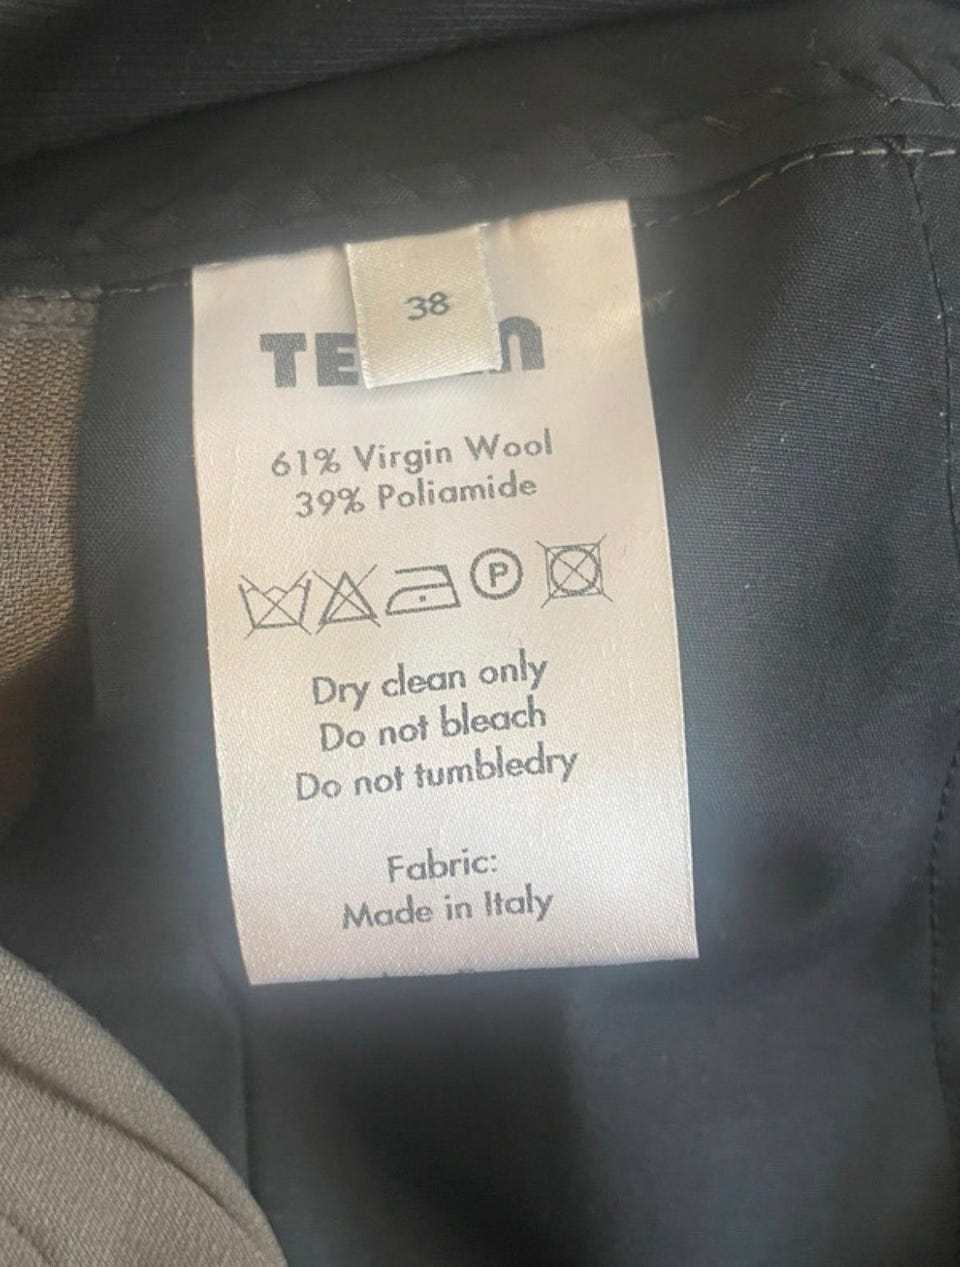 38
61% Virgin Wool
39% Poliamide
P
Dry clean only
Do not bleach
Do not tumbledry
Fabric:
Made in Italy